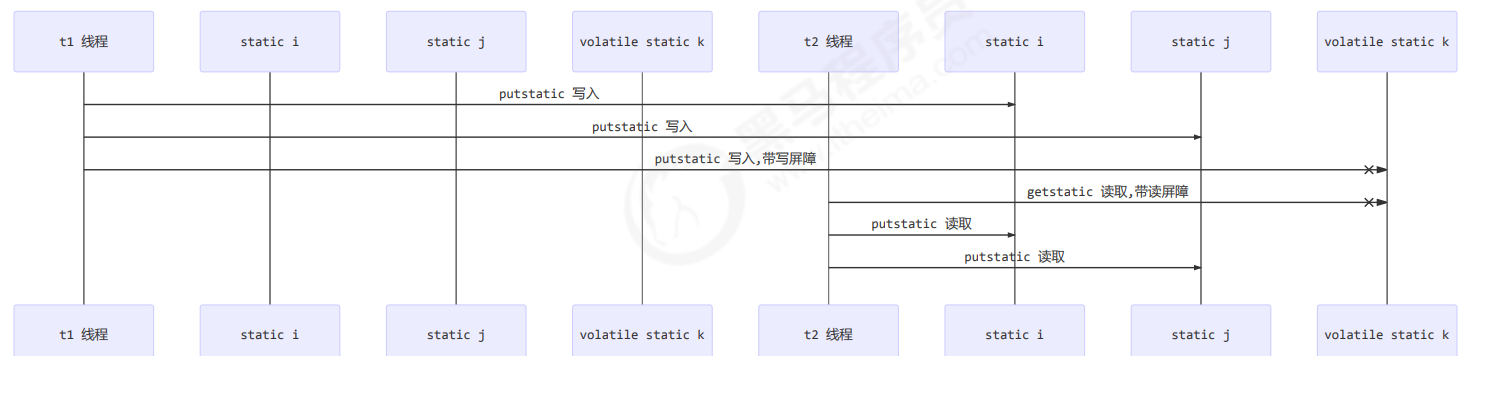 t1 线程
static i
static j
volatile static k
t2 线程
static i
static j
volatile static k
putstatic 写入
putstatic 写入
putstatic 写入,带写屏障
getstatic 读取,带读屏障
putstatic 读取
putstatic 读取
t1 线程
static i
static j
volatile static k
t2 线程
static i
static j
volatile static k
黑马程序员
www.itheima.com